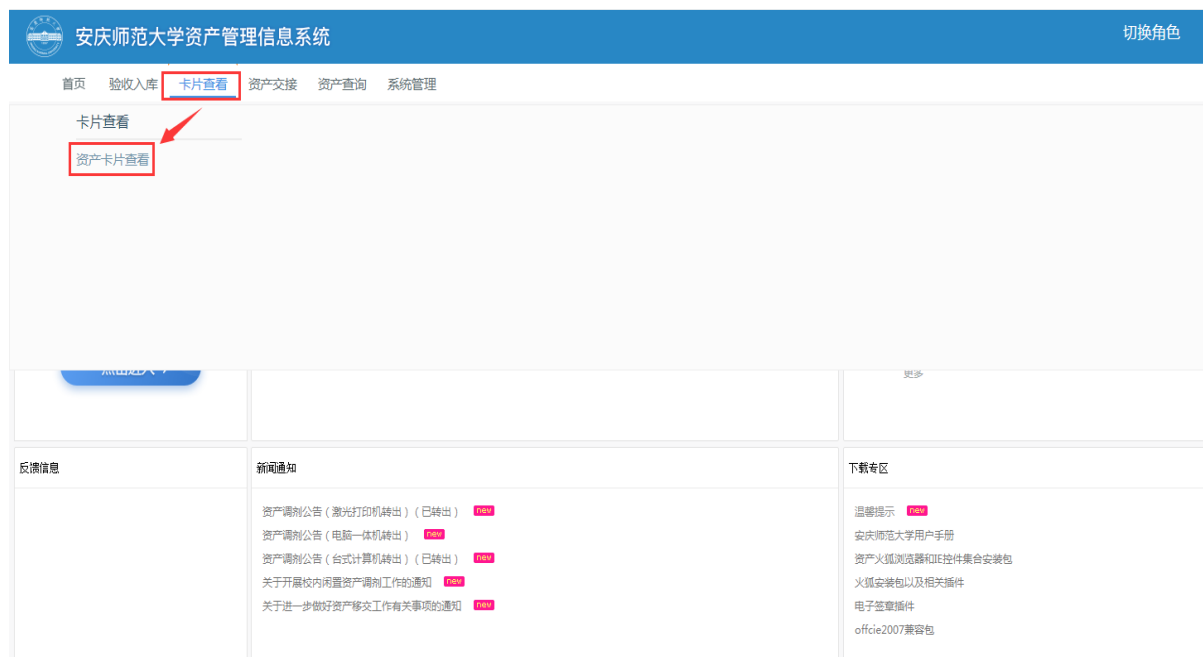 安庆师范大学资产管理信息系统
切换角色
首页 验收入库 卡片查看 资产交接 资产查询 系统管理
卡片查看
资产卡片查看
点击进入
更多
反馈信息
新闻通知
下载专区
资产调剂公告（激光打印机转出）（已转出） new
温馨提示 new
资产调剂公告（电脑一体机转出） new
安庆师范大学用户手册
资产调剂公告（台式计算机转出）（已转出） new
资产火狐浏览器和IE控件集合安装包
关于开展校内闲置资产调剂工作的通知 new
火狐安装包以及相关插件
关于进一步做好资产移交工作有关事项的通知 new
电子签章插件
offcie2007兼容包